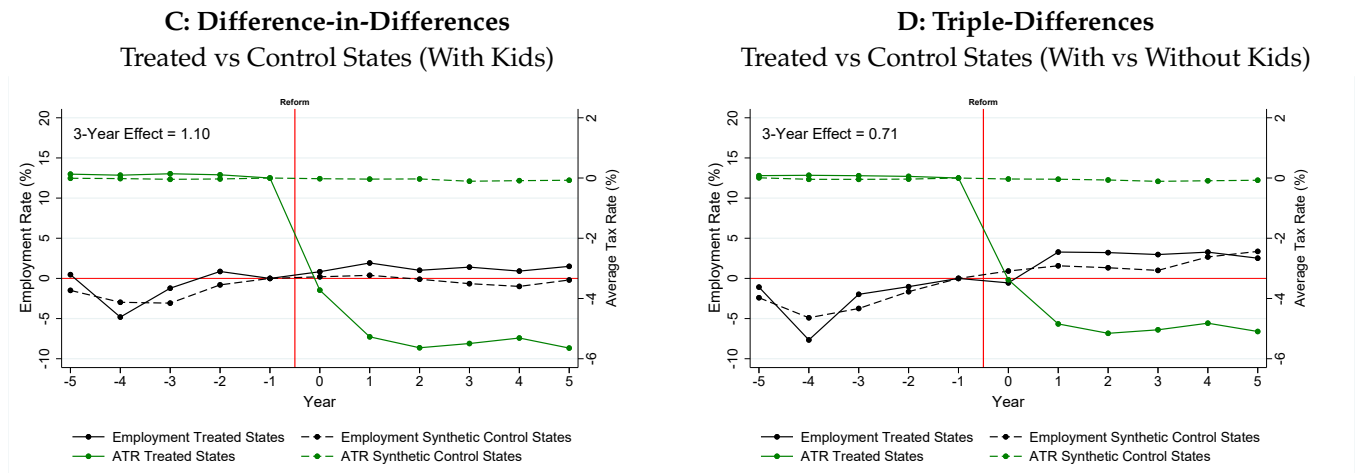 C: Difference-in-Differences
Treated vs Control States (With Kids)
Reform
3-Year Effect = 1.10
Employment Rate (%)
20
15
10
5
0
-5
-10
Average Tax Rate (%)
2
0
-2
-4
-6
-5 -4 -3 -2 -1 0 1 2 3 4 5
Year
Employment Treated States Employment Synthetic Control States
ATR Treated States ATR Synthetic Control States
D: Triple-Differences
Treated vs Control States (With vs Without Kids)
Reform
3-Year Effect = 0.71
Employment Rate (%)
20
15
10
5
0
-5
-10
Average Tax Rate (%)
2
0
-2
-4
-6
-5 -4 -3 -2 -1 0 1 2 3 4 5
Year
Employment Treated States Employment Synthetic Control States
ATR Treated States ATR Synthetic Control States